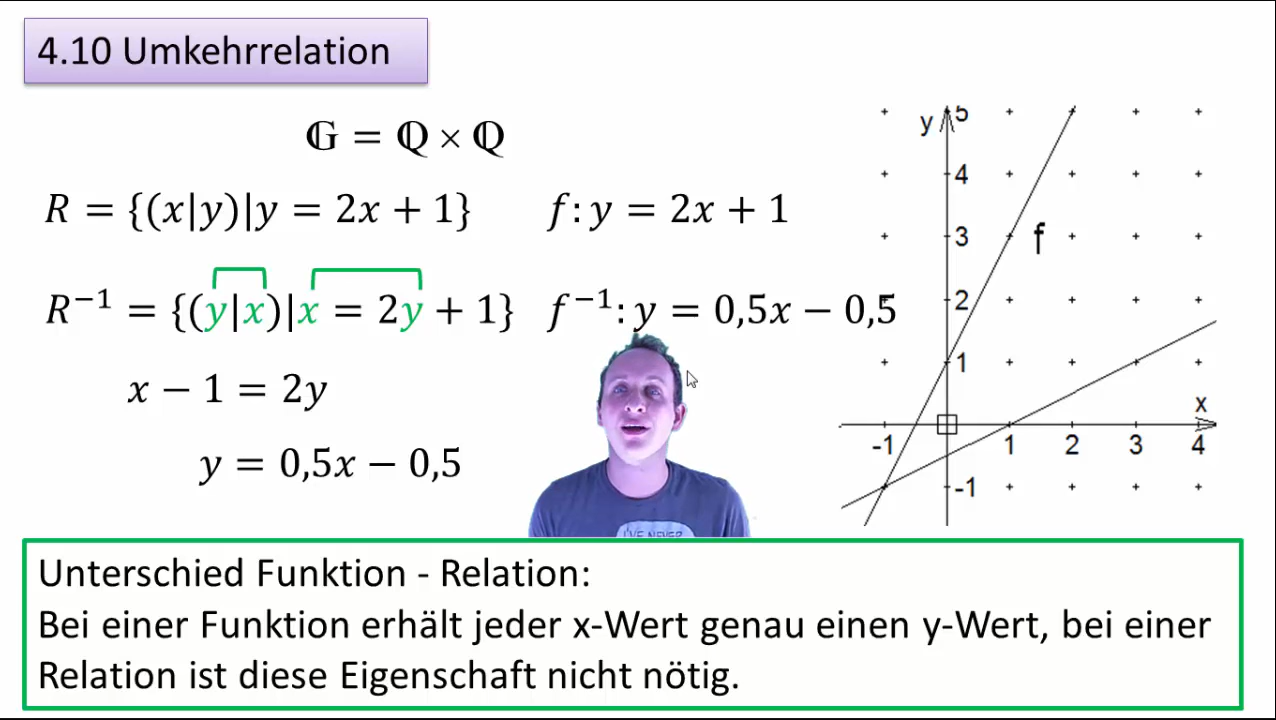 4.10 Umkehrrelation
𝔾 = ℚ × ℚ
R = {(x|y)|y = 2x + 1} f: y = 2x + 1
R⁻¹ = {(y|x)|x = 2y + 1} f⁻¹: y = 0,5x − 0,5
x − 1 = 2y
y = 0,5x − 0,5
y 5
4
3 f
2
1
x
-1 1 2 3 4
-1
I'VE NEVER
Unterschied Funktion - Relation:
Bei einer Funktion erhält jeder x-Wert genau einen y-Wert, bei einer
Relation ist diese Eigenschaft nicht nötig.